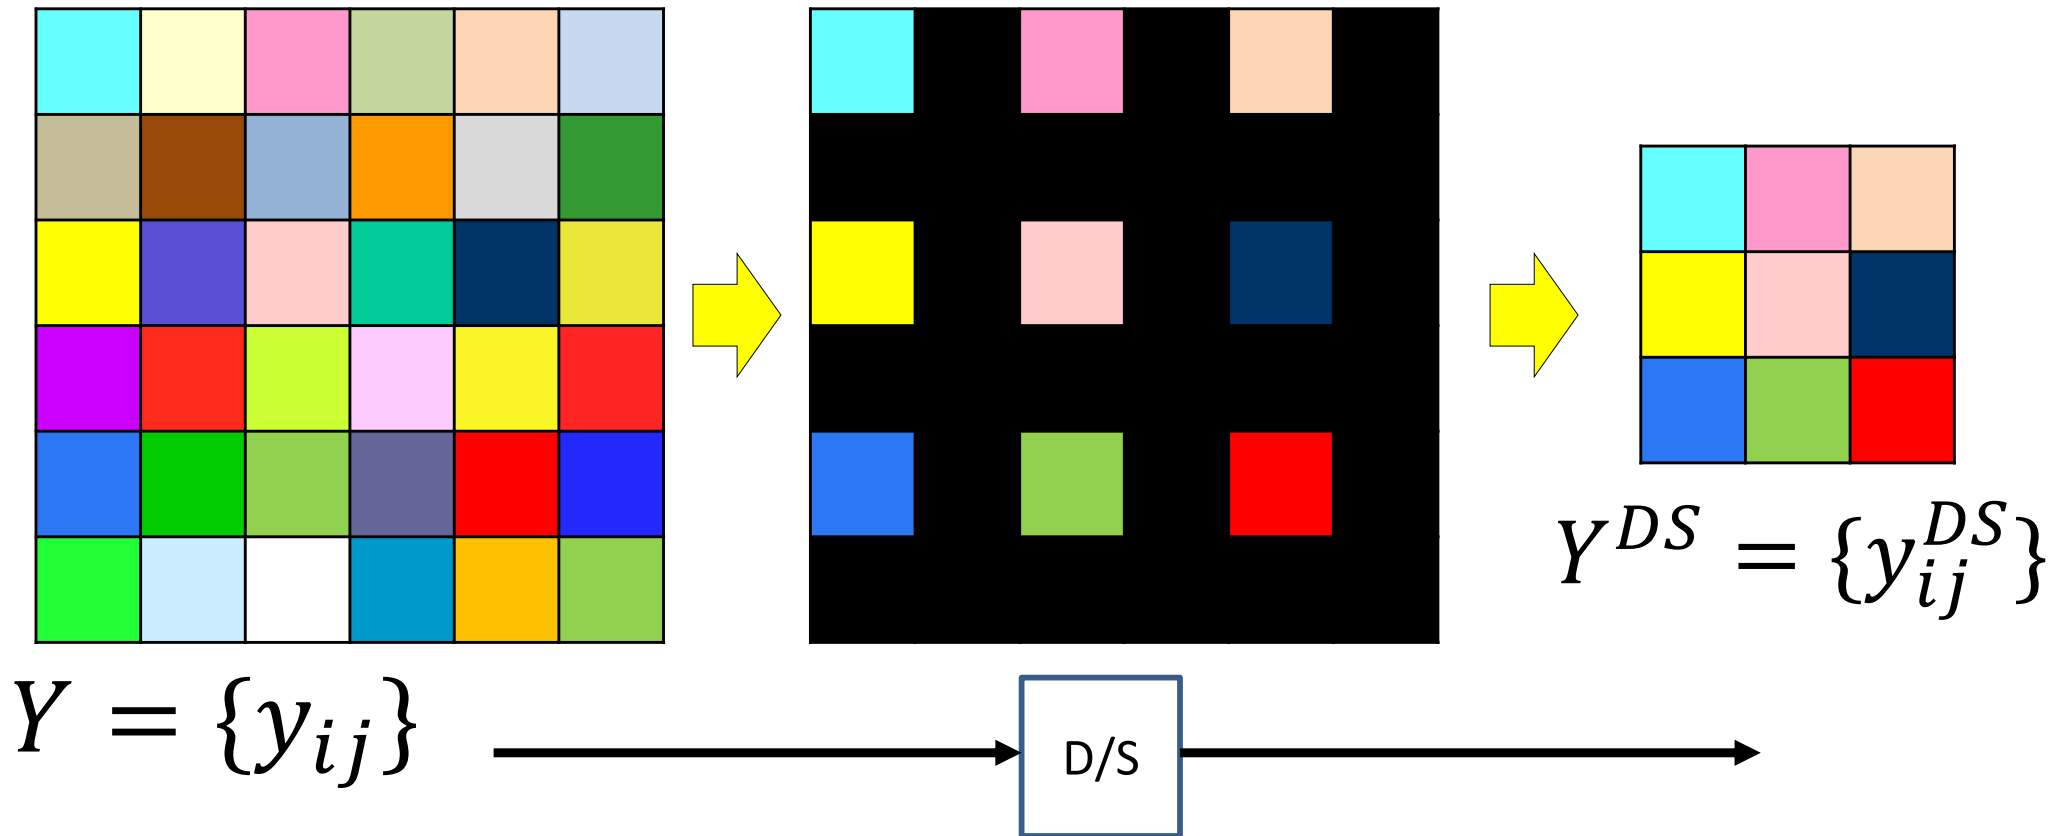 Y^{DS} = {y_{ij}^{DS}}
Y = {y_{ij}}
D/S